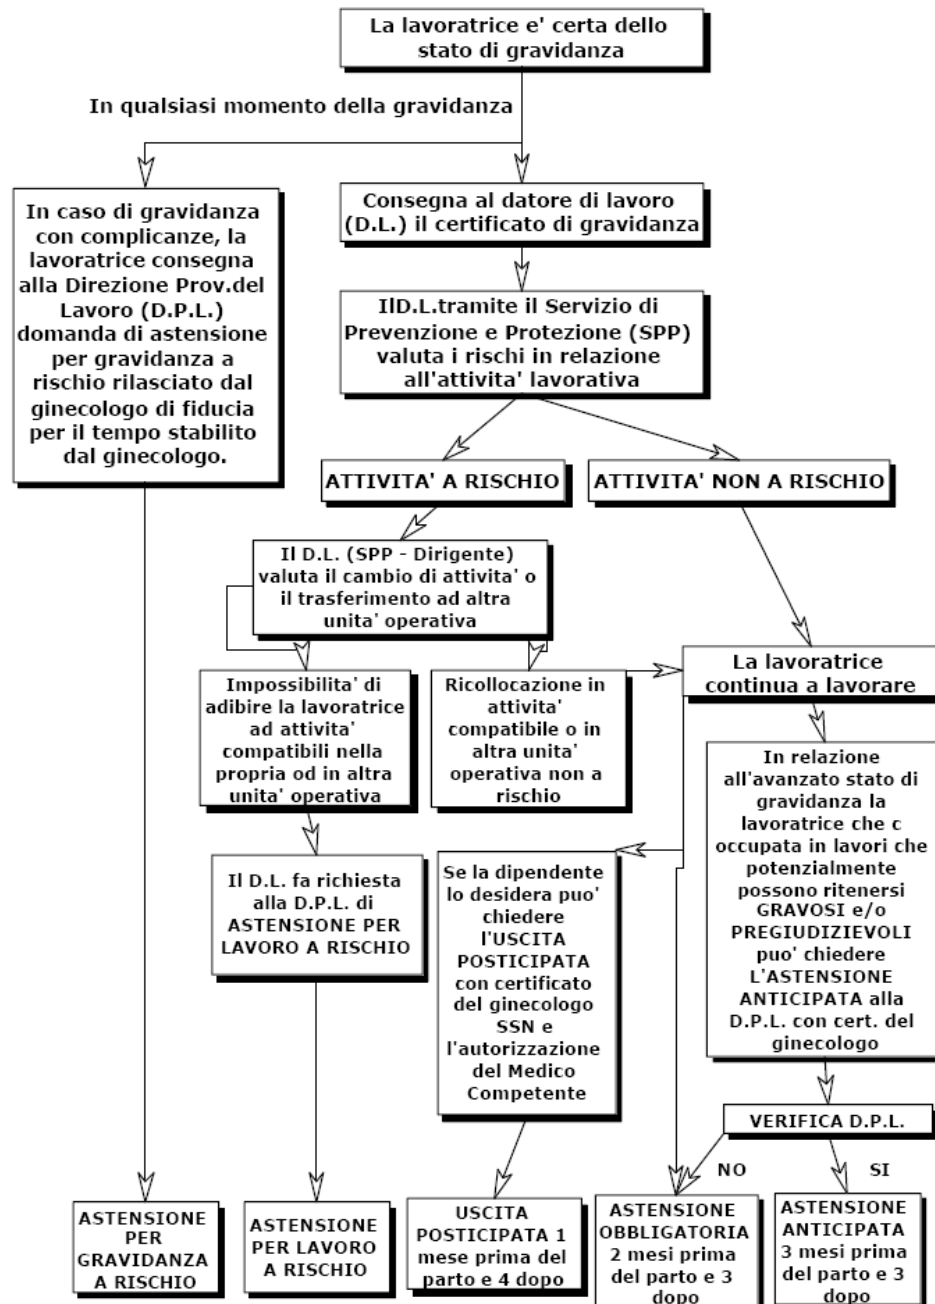 La lavoratrice e' certa dello
stato di gravidanza
In qualsiasi momento della gravidanza
In caso di gravidanza
con complicanze, la
lavoratrice consegna
alla Direzione Prov.del
Lavoro (D.P.L.)
domanda di astensione
per gravidanza a
rischio rilasciato dal
ginecologo di fiducia
per il tempo stabilito
dal ginecologo.
Consegna al datore di lavoro
(D.L.) il certificato di gravidanza
IlD.L.tramite il Servizio di
Prevenzione e Protezione (SPP)
valuta i rischi in relazione
all'attivita' lavorativa
ATTIVITA' A RISCHIO
ATTIVITA' NON A RISCHIO
Il D.L. (SPP - Dirigente)
valuta il cambio di attivita' o
il trasferimento ad altra
unita' operativa
Impossibilita' di
adibire la lavoratrice
ad attivita'
compatibili nella
propria od in altra
unita' operativa
Ricollocazione in
attivita'
compatibile o in
altra unita'
operativa non a
rischio
La lavoratrice
continua a lavorare
In relazione
all'avanzato stato di
gravidanza la
lavoratrice che c
occupata in lavori che
potenzialmente
possono ritenersi
GRAVOSI e/o
PREGIUDIZIEVOLI
puo' chiedere
L'ASTENSIONE
ANTICIPATA alla
D.P.L. con cert. del
ginecologo
Il D.L. fa richiesta
alla D.P.L. di
ASTENSIONE PER
LAVORO A RISCHIO
Se la dipendente
lo desidera puo'
chiedere
l'USCITA
POSTICIPATA
con certificato
del ginecologo
SSN e
l'autorizzazione
del Medico
Competente
VERIFICA D.P.L.
NO
SI
ASTENSIONE
PER
GRAVIDANZA
A RISCHIO
ASTENSIONE
PER LAVORO A
RISCHIO
USCITA
POSTICIPATA 1
mese prima del
parto e 4 dopo
ASTENSIONE
OBBLIGATORIA
2 mesi prima
del parto e 3
dopo
ASTENSIONE
ANTICIPATA
3 mesi prima
del parto e 3
dopo